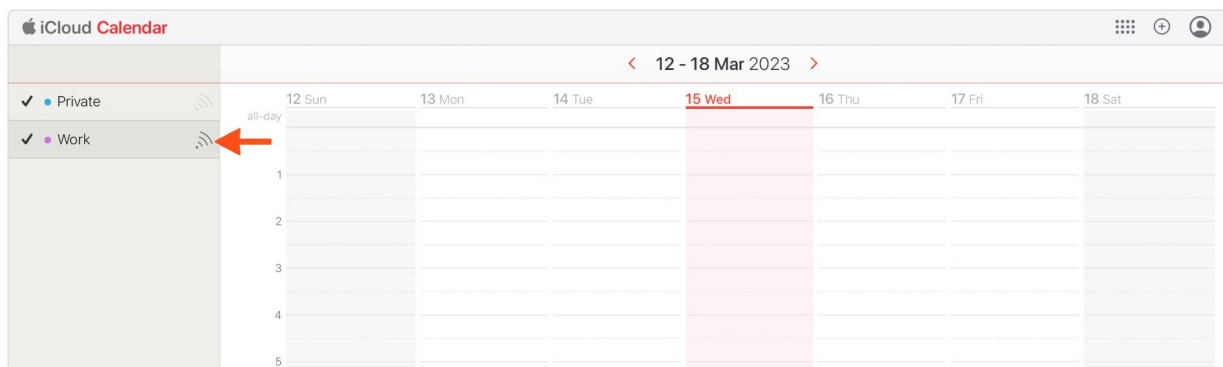 iCloud Calendar
12 - 18 Mar 2023
Private
Work
12 Sun 13 Mon 14 Tue 15 Wed 16 Thu 17 Fri 18 Sat
all-day
1
2
3
4
5